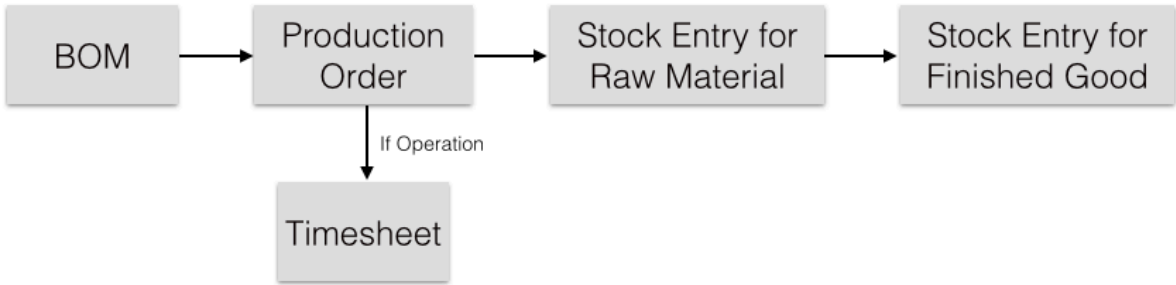 BOM
Production
Order
Stock Entry for
Raw Material
Stock Entry for
Finished Good
If Operation
Timesheet